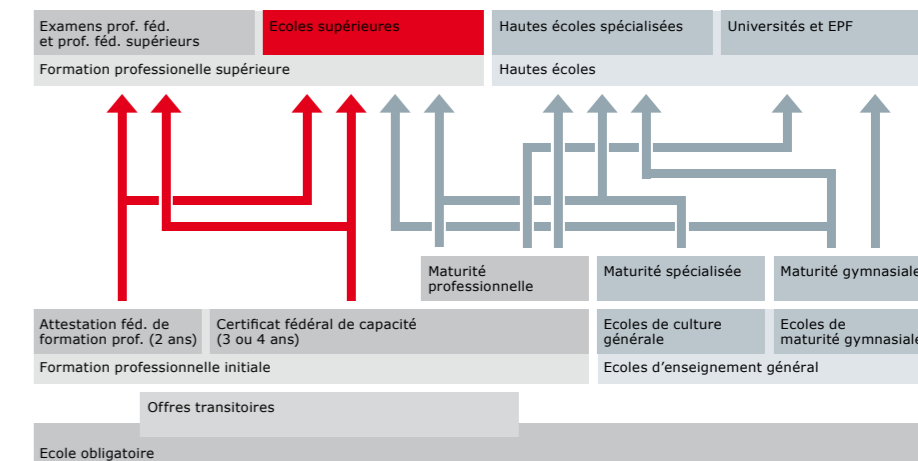 Examens prof. féd.
et prof. féd. supérieurs
Ecoles supérieures
Hautes écoles spécialisées
Universités et EPF
Formation professionelle supérieure
Hautes écoles
Maturité
professionnelle
Maturité spécialisée
Maturité gymnasiale
Attestation féd. de
formation prof. (2 ans)
Certificat fédéral de capacité
(3 ou 4 ans)
Ecoles de culture
générale
Ecoles de
maturité gymnasiale
Formation professionnelle initiale
Ecoles d’enseignement général
Offres transitoires
Ecole obligatoire